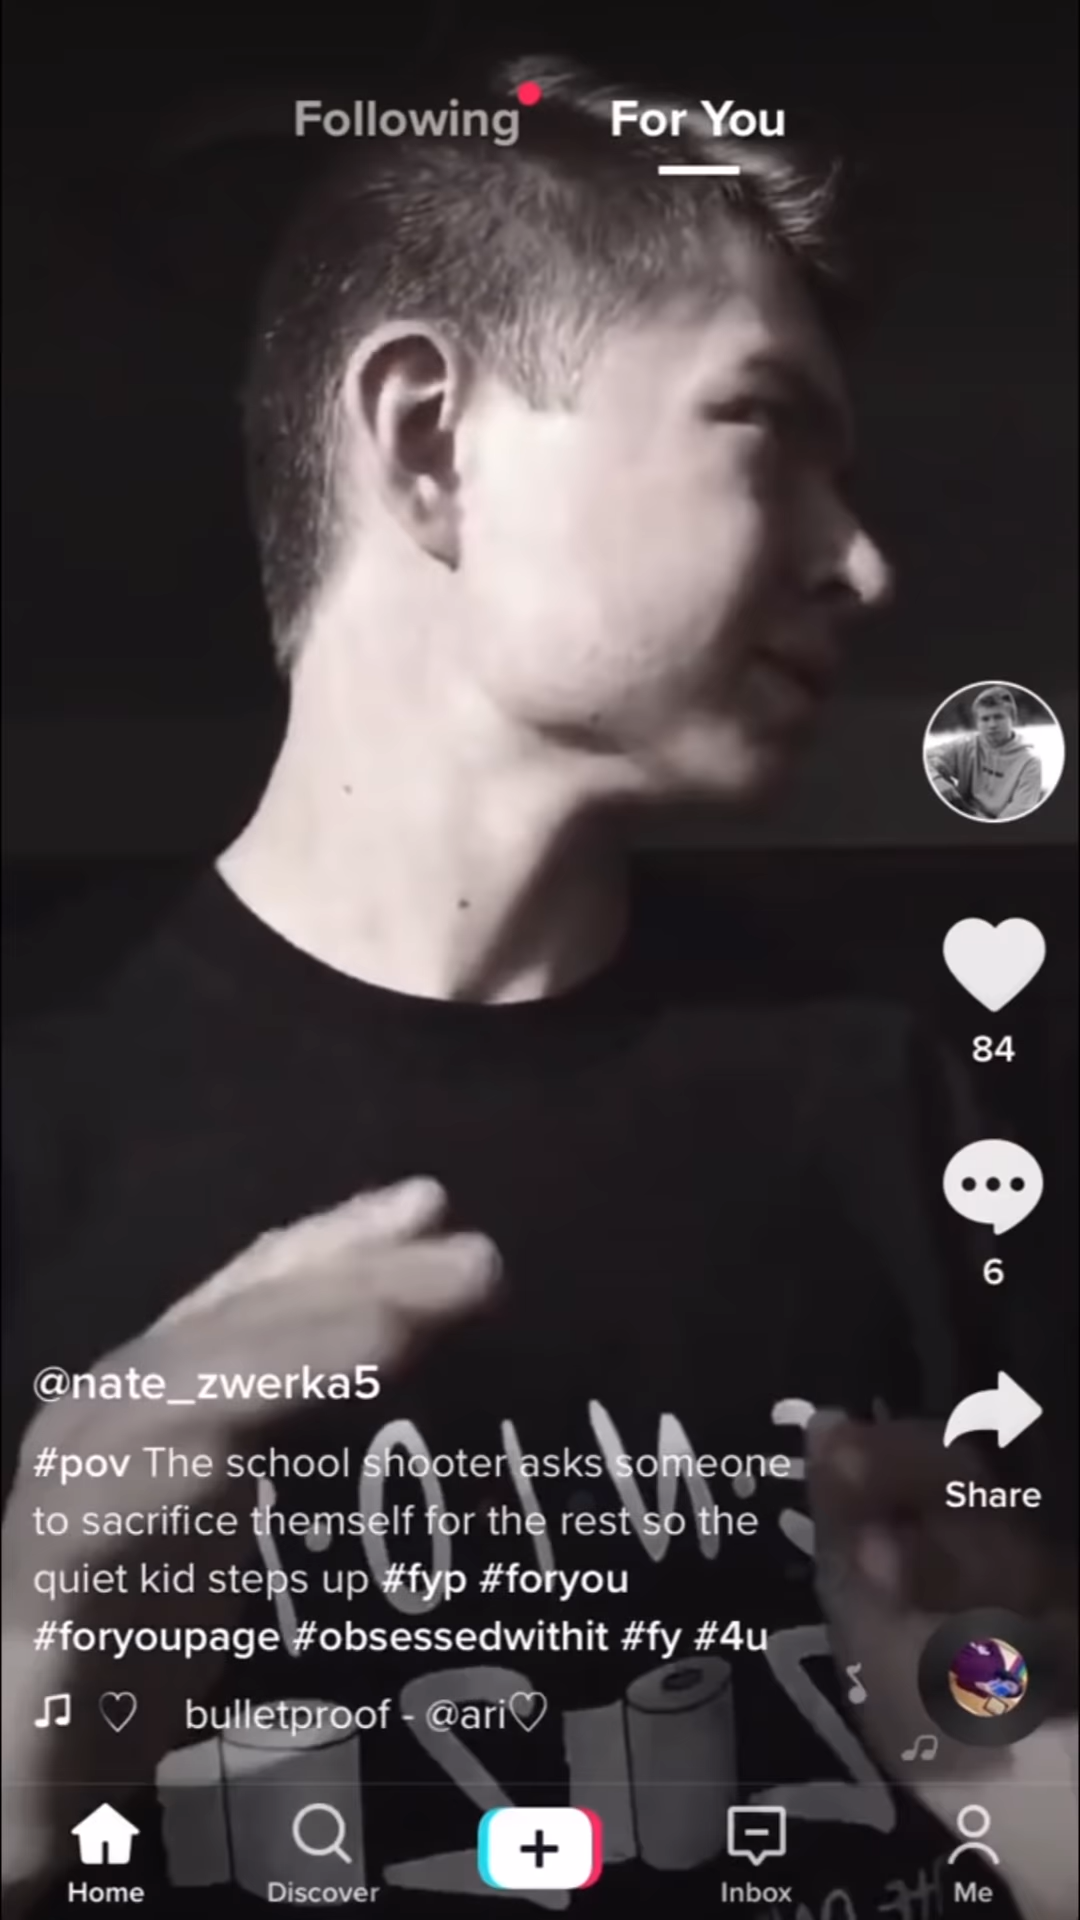 Following For You
84
6
@nate_zwerka5
#pov The school shooter asks someone
to sacrifice themself for the rest so the
quiet kid steps up #fyp #foryou
#foryoupage #obsessedwithit #fy #4u
Share
bulletproof - @ari♡
Home Discover Inbox Me